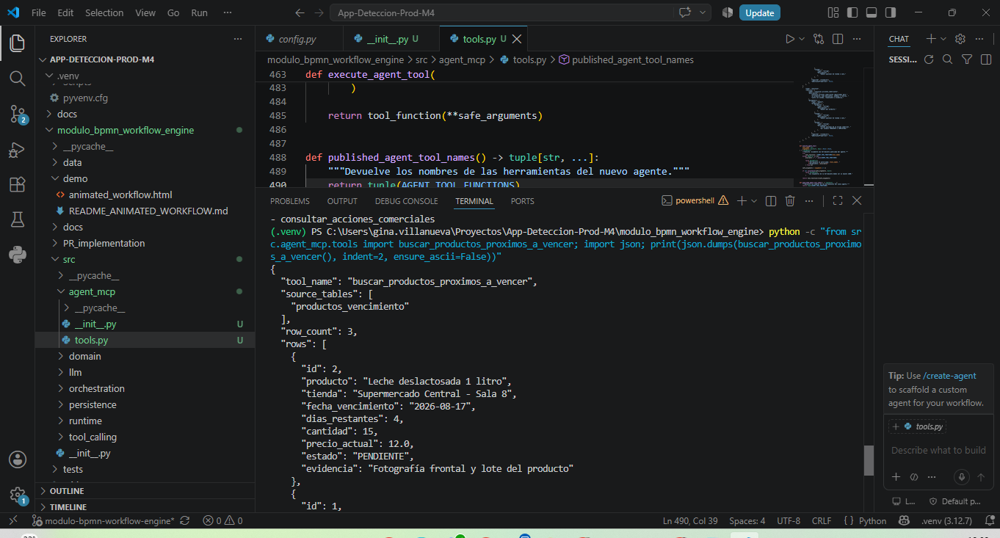 File Edit Selection View Go Run ···
App-Deteccion-Prod-M4
Update
EXPLORER
APP-DETECCION-PROD-M4
.venv
pyvenv.cfg
docs
modulo_bpmn_workflow_engine
__pycache__
data
demo
animated_workflow.html
README_ANIMATED_WORKFLOW.md
docs
PR_implementation
src
__pycache__
agent_mcp
__pycache__
__init__.py U
tools.py U
domain
llm
orchestration
persistence
runtime
tool_calling
__init__.py
tests
OUTLINE
TIMELINE
2
1
config.py
__init__.py U
tools.py U
modulo_bpmn_workflow_engine > src > agent_mcp > tools.py > published_agent_tool_names
463 def execute_agent_tool(
483 )
484
485 return tool_function(**safe_arguments)
486
487
488 def published_agent_tool_names() -> tuple[str, ...]:
489 """Devuelve los nombres de las herramientas del nuevo agente."""
490 return tuple(AGENT_TOOL_FUNCTIONS)
PROBLEMS OUTPUT DEBUG CONSOLE TERMINAL PORTS
powershell
- consultar_acciones_comerciales
(.venv) PS C:\Users\gina.villanueva\Proyectos\App-Deteccion-Prod-M4\modulo_bpmn_workflow_engine> python -c "from sr
c.agent_mcp.tools import buscar_productos_proximos_a_vencer; import json; print(json.dumps(buscar_productos_proximo
s_a_vencer(), indent=2, ensure_ascii=False))"
{
"tool_name": "buscar_productos_proximos_a_vencer",
"source_tables": [
"productos_vencimiento"
],
"row_count": 3,
"rows": [
{
"id": 2,
"producto": "Leche deslactosada 1 litro",
"tienda": "Supermercado Central - Sala 8",
"fecha_vencimiento": "2026-08-17",
"dias_restantes": 4,
"cantidad": 15,
"precio_actual": 12.0,
"estado": "PENDIENTE",
"evidencia": "Fotografía frontal y lote del producto"
},
{
"id": 1,
CHAT
SESSI...
Tip: Use /create-agent
to scaffold a custom
agent for your workflow.
tools.py
Describe what to build
L...
Default p...
modulo-bpmn-workflow-engine*
0 0
Ln 490, Col 39 Spaces: 4 UTF-8 CRLF { } Python .venv (3.12.7)